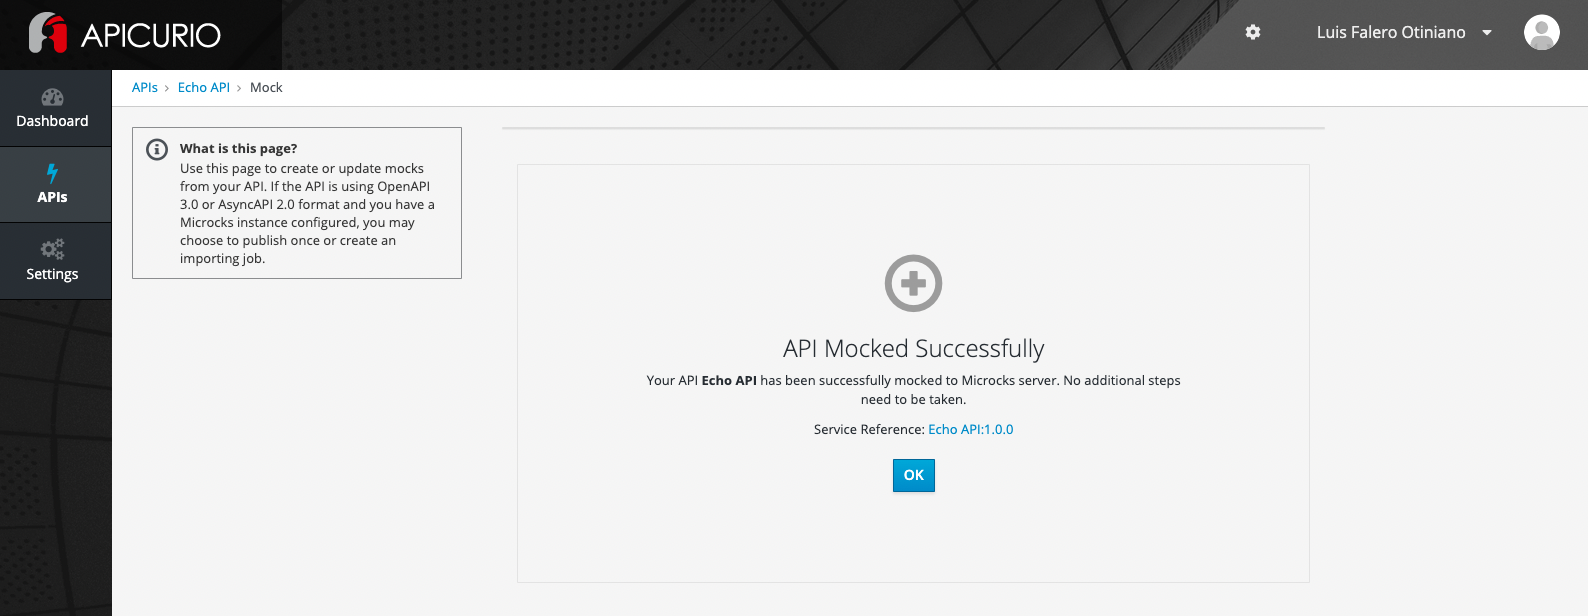 APICURIO
Luis Falero Otiniano
Dashboard
APIs
Settings
APIs > Echo API > Mock
What is this page?
Use this page to create or update mocks
from your API. If the API is using OpenAPI
3.0 or AsyncAPI 2.0 format and you have a
Microcks instance configured, you may
choose to publish once or create an
importing job.
API Mocked Successfully
Your API Echo API has been successfully mocked to Microcks server. No additional steps
need to be taken.
Service Reference: Echo API:1.0.0
OK